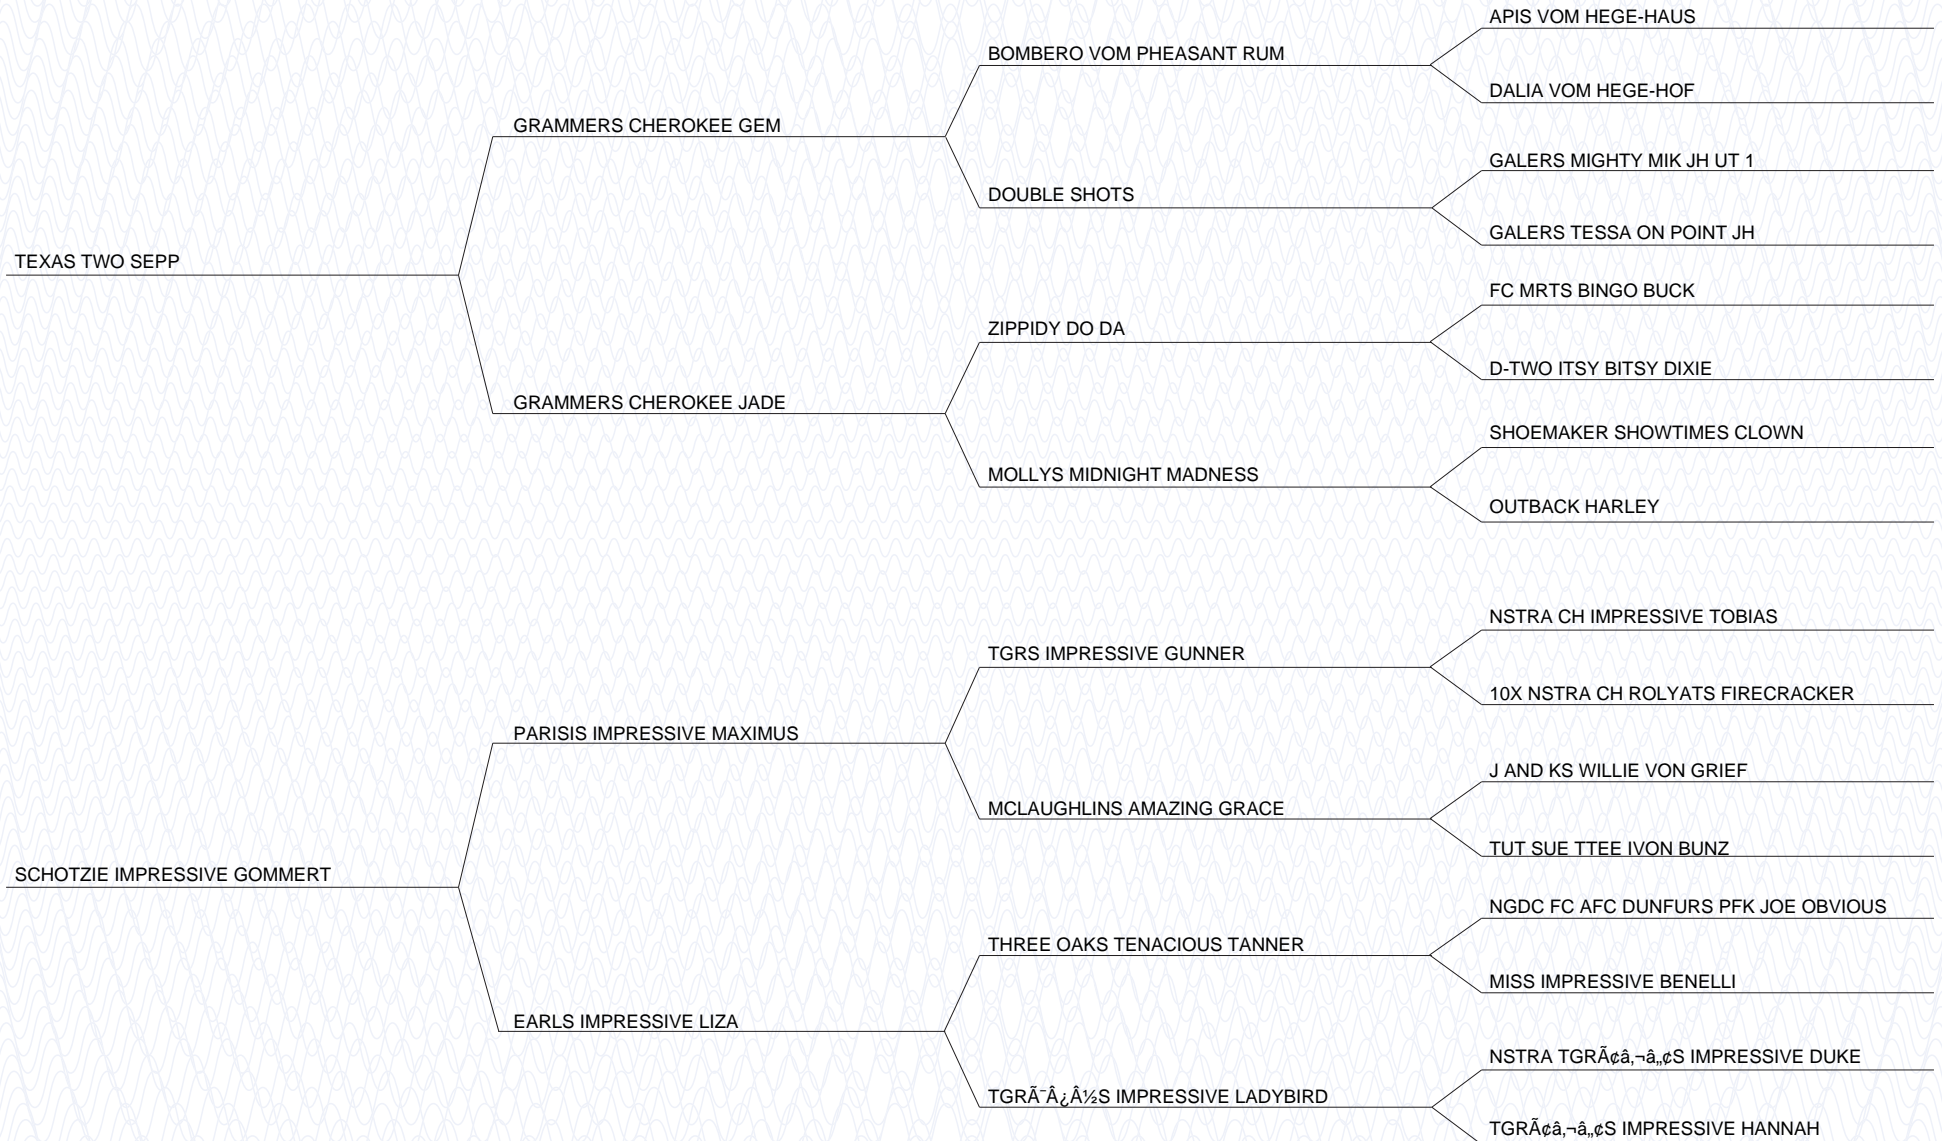 APIS VOM HEGE-HAUS
BOMBERO VOM PHEASANT RUM
DALIA VOM HEGE-HOF
GRAMMERS CHEROKEE GEM
GALERS MIGHTY MIK JH UT 1
DOUBLE SHOTS
GALERS TESSA ON POINT JH
TEXAS TWO SEPP
FC MRTS BINGO BUCK
ZIPPIDY DO DA
D-TWO ITSY BITSY DIXIE
GRAMMERS CHEROKEE JADE
SHOEMAKER SHOWTIMES CLOWN
MOLLYS MIDNIGHT MADNESS
OUTBACK HARLEY
NSTRA CH IMPRESSIVE TOBIAS
TGRS IMPRESSIVE GUNNER
10X NSTRA CH ROLYATS FIRECRACKER
PARISIS IMPRESSIVE MAXIMUS
J AND KS WILLIE VON GRIEF
MCLAUGHLINS AMAZING GRACE
TUT SUE TTEE IVON BUNZ
SCHOTZIE IMPRESSIVE GOMMERT
NGDC FC AFC DUNFURS PFK JOE OBVIOUS
THREE OAKS TENACIOUS TANNER
MISS IMPRESSIVE BENELLI
EARLS IMPRESSIVE LIZA
NSTRA TGRÃ¢â‚¬â„¢S IMPRESSIVE DUKE
TGRÃ¯Â¿Â½S IMPRESSIVE LADYBIRD
TGRÃ¢â‚¬â„¢S IMPRESSIVE HANNAH